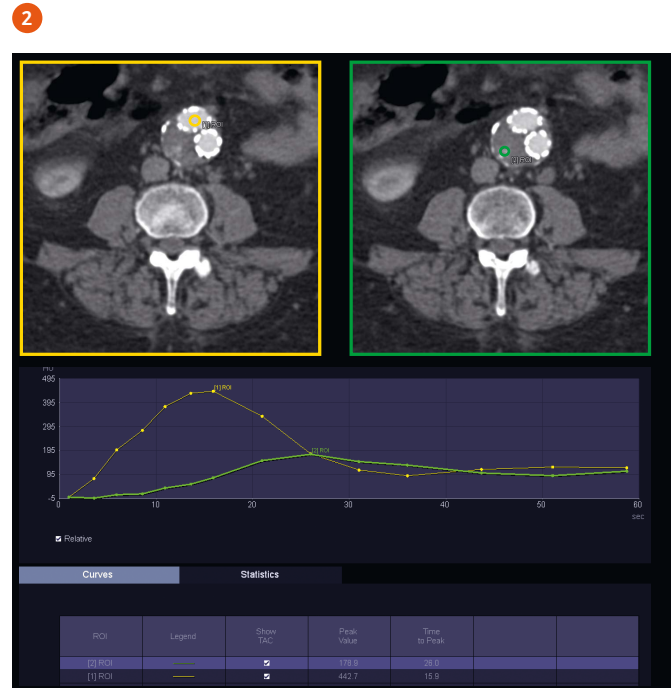 2
[1] ROI
[2] ROI
HU
495
[1] ROI
395
295
195
[2] ROI
95
-5
0
10
20
30
40
50
60
sec
Relative
Curves Statistics
ROI Legend Show TAC Peak Value Time to Peak
[2] ROI 178.9 26.0
[1] ROI 442.7 15.9